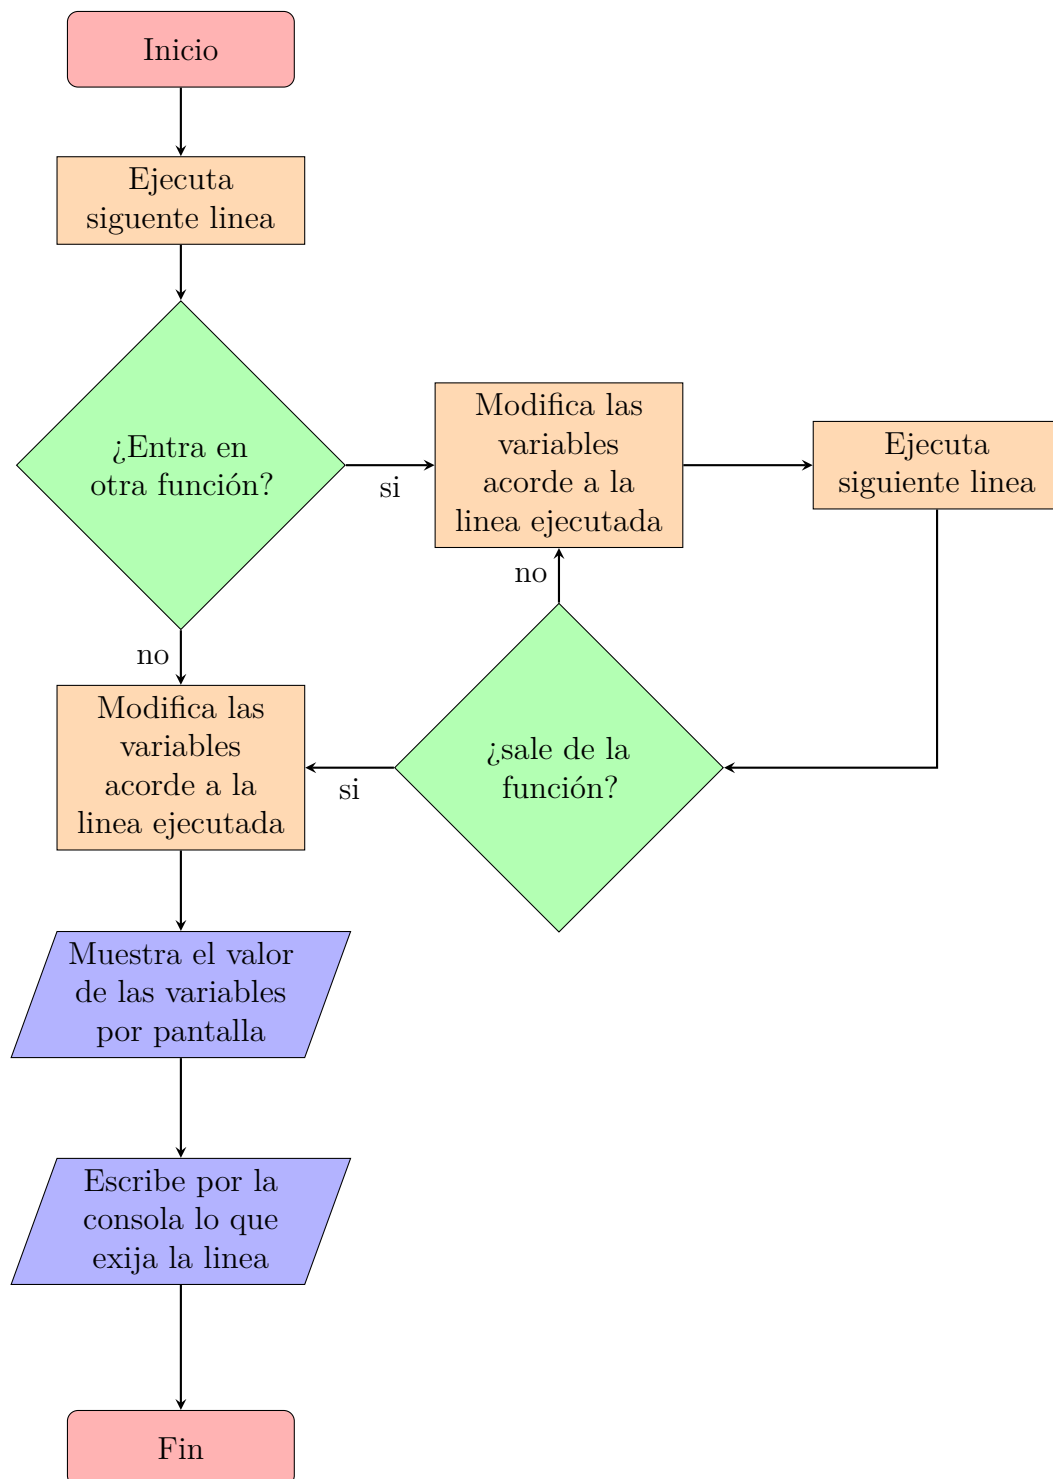 Inicio
Ejecuta
siguente linea
¿Entra en
otra función?
si
Modifica las
variables
acorde a la
linea ejecutada
Ejecuta
siguiente linea
no
¿sale de la
función?
si
no
Modifica las
variables
acorde a la
linea ejecutada
Muestra el valor
de las variables
por pantalla
Escribe por la
consola lo que
exija la linea
Fin